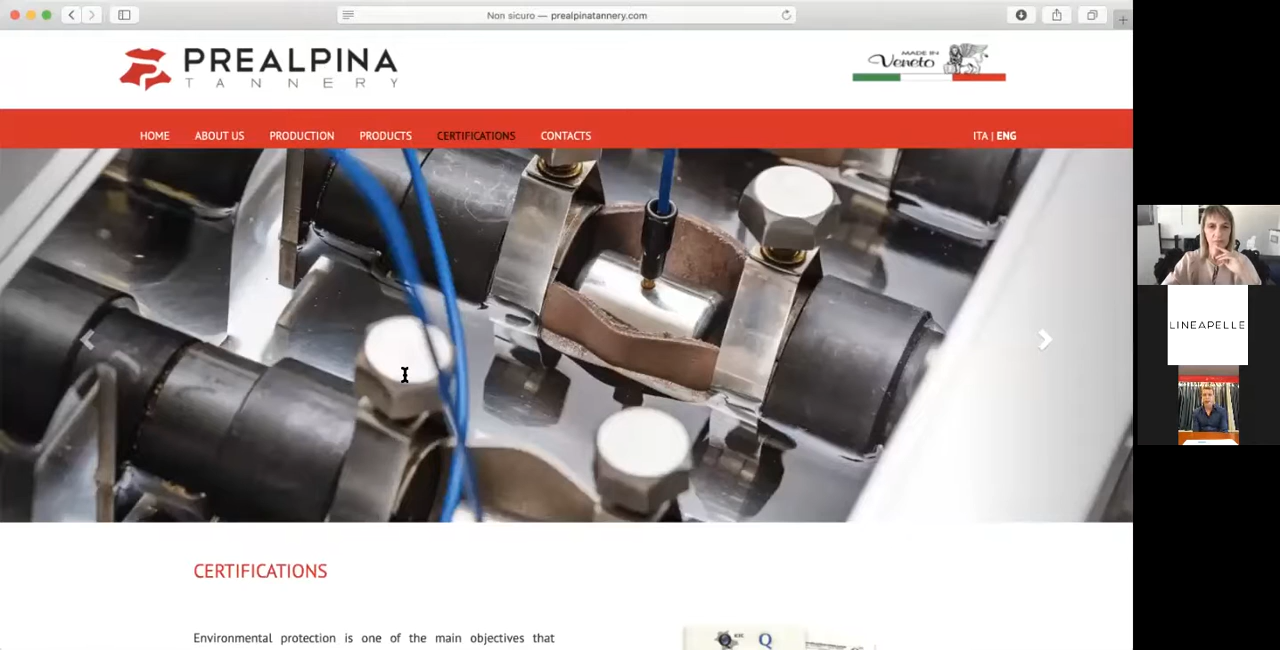 Non sicuro — prealpinatannery.com
PREALPINA
TANNERY
MADE IN
Veneto
HOME ABOUT US PRODUCTION PRODUCTS CERTIFICATIONS CONTACTS ITA | ENG
LINEAPELLE
CERTIFICATIONS
Environmental protection is one of the main objectives that
Q Q